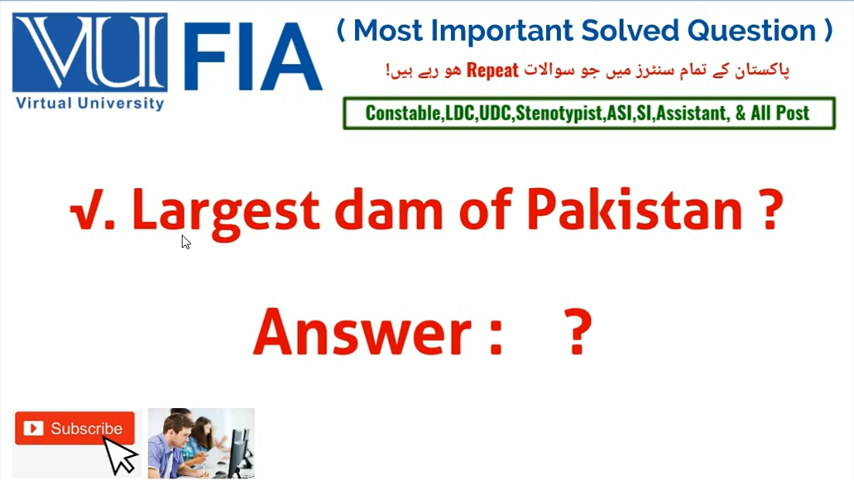 VU FIA
Virtual University
( Most Important Solved Question )
پاکستان کے تمام سنٹرز میں جو سوالات Repeat ھو رہے ہیں!
Constable,LDC,UDC,Stenotypist,ASI,SI,Assistant, & All Post
√. Largest dam of Pakistan ?
Answer : ?
Subscribe